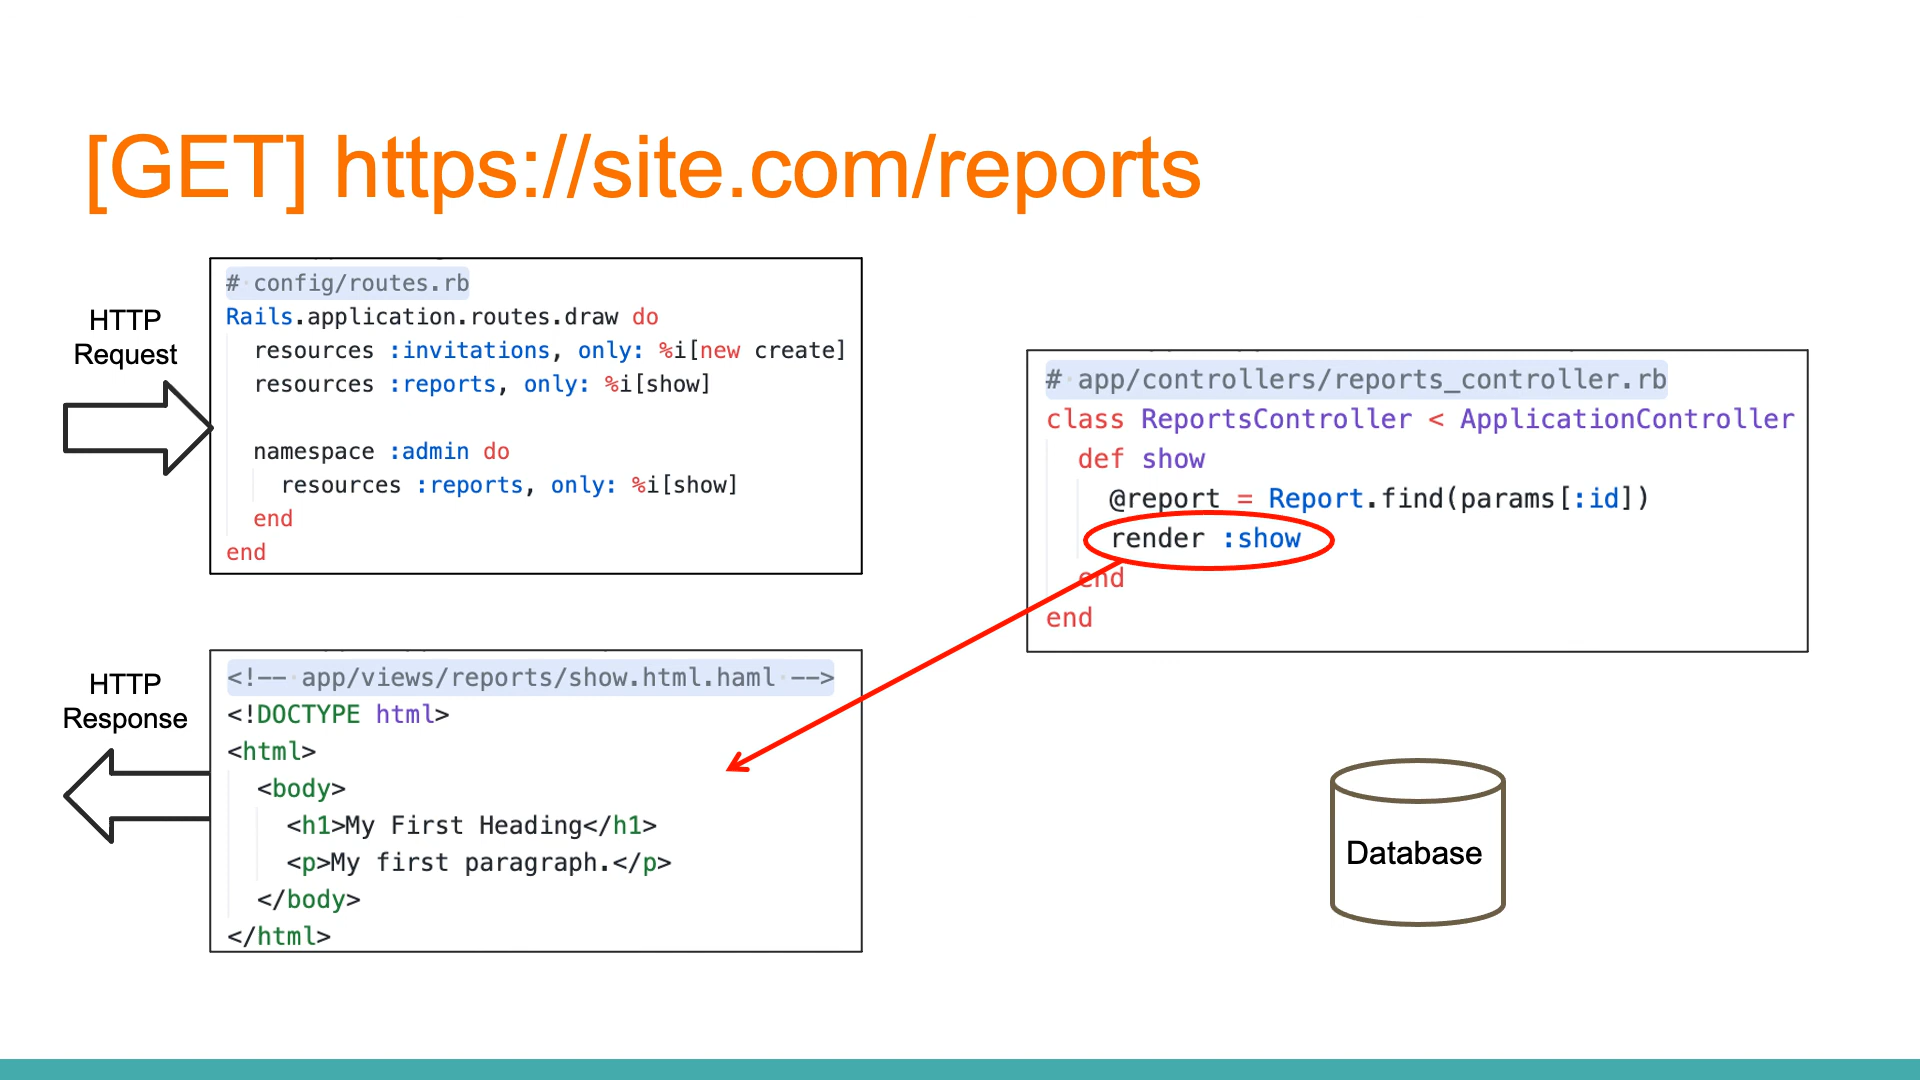 [GET] https://site.com/reports
HTTP
Request
# config/routes.rb
Rails.application.routes.draw do
  resources :invitations, only: %i[new create]
  resources :reports, only: %i[show]
  namespace :admin do
    resources :reports, only: %i[show]
  end
end
# app/controllers/reports_controller.rb
class ReportsController < ApplicationController
  def show
    @report = Report.find(params[:id])
    render :show
  end
end
HTTP
Response
<!-- app/views/reports/show.html.haml -->
<!DOCTYPE html>
<html>
  <body>
    <h1>My First Heading</h1>
    <p>My first paragraph.</p>
  </body>
</html>
Database